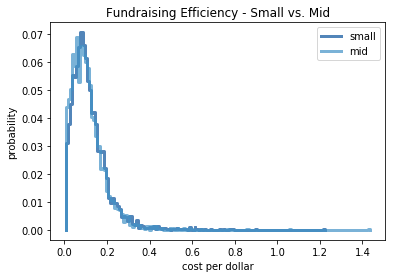 Fundraising Efficiency - Small vs. Mid
small
mid
probability
0.07
0.06
0.05
0.04
0.03
0.02
0.01
0.00
0.0 0.2 0.4 0.6 0.8 1.0 1.2 1.4
cost per dollar